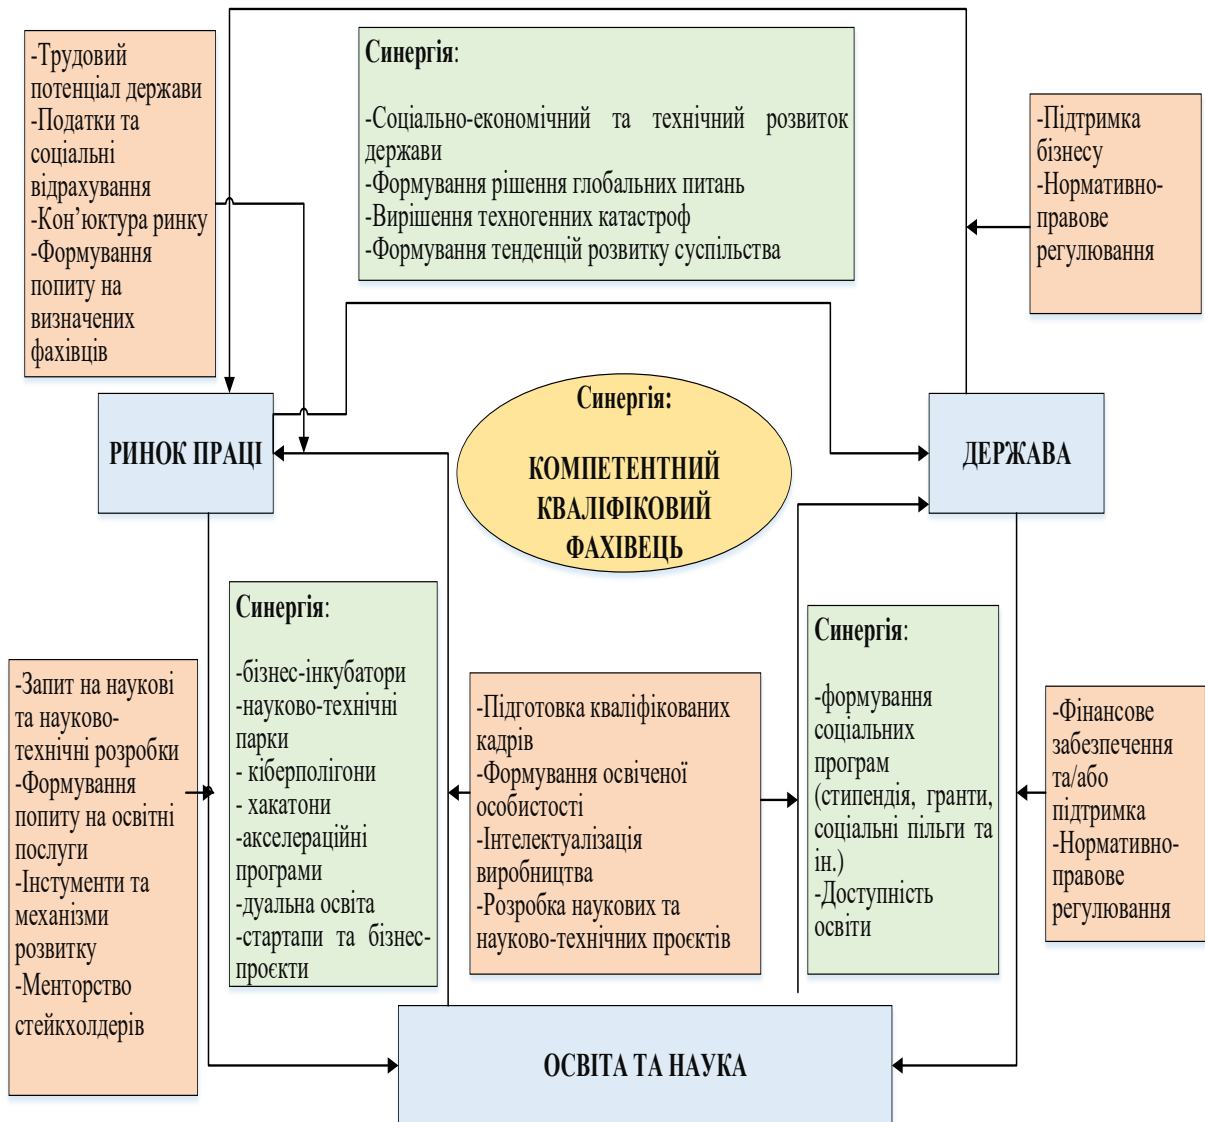 -Трудовий
потенціал держави
-Податки та
соціальні
відрахування
-Кон’юктура ринку
-Формування
попиту на
визначених
фахівців
Синергія:
-Соціально-економічний та технічний розвиток
держави
-Формування рішення глобальних питань
-Вирішення техногенних катастроф
-Формування тенденцій розвитку суспільства
-Підтримка
бізнесу
-Нормативно-
правове
регулювання
РИНОК ПРАЦІ
Синергія:
КОМПЕТЕНТНИЙ
КВАЛІФІКОВИЙ
ФАХІВЕЦЬ
ДЕРЖАВА
-Запит на наукові
та науково-
технічні розробки
-Формування
попиту на освітні
послуги
-Інстументи та
механізми
розвитку
-Менторство
стейкхолдерів
Синергія:
-бізнес-інкубатори
-науково-технічні
парки
- кіберполігони
- хакатони
-акселераційні
програми
-дуальна освіта
-стартапи та бізнес-
проєкти
-Підготовка кваліфікованих
кадрів
-Формування освіченої
особистості
-Інтелектуалізація
виробництва
-Розробка наукових та
науково-технічних проєктів
Синергія:
-формування
соціальних
програм
(стипендія, гранти,
соціальні пільги та
ін.)
-Доступність
освіти
-Фінансове
забезпечення
та/або
підтримка
-Нормативно-
правове
регулювання
ОСВІТА ТА НАУКА